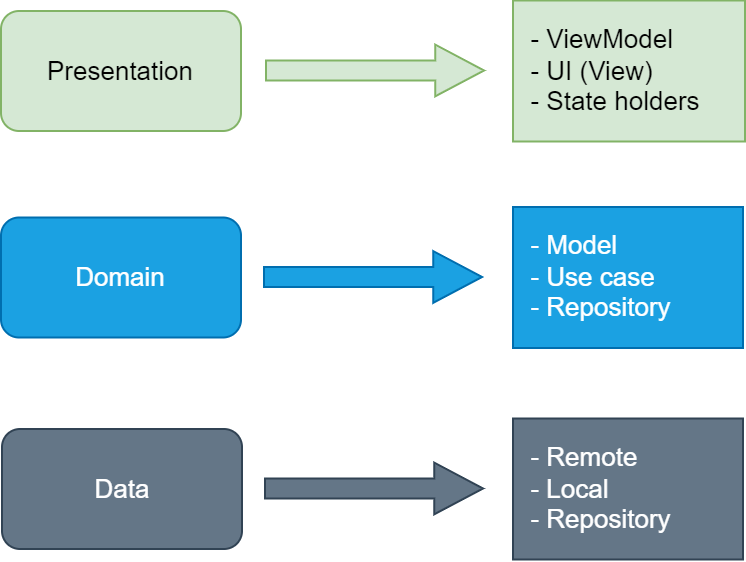 Presentation
- ViewModel
- UI (View)
- State holders
Domain
- Model
- Use case
- Repository
Data
- Remote
- Local
- Repository